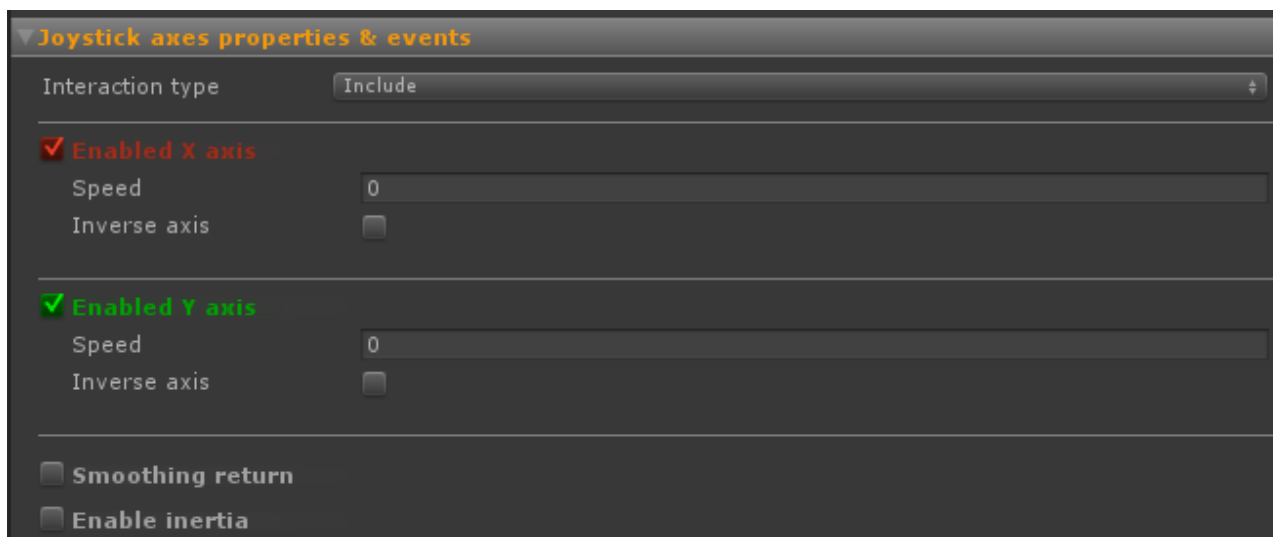 Joystick axes properties & events
Interaction type Include
Enabled X axis
Speed 0
Inverse axis
Enabled Y axis
Speed 0
Inverse axis
Smoothing return
Enable inertia